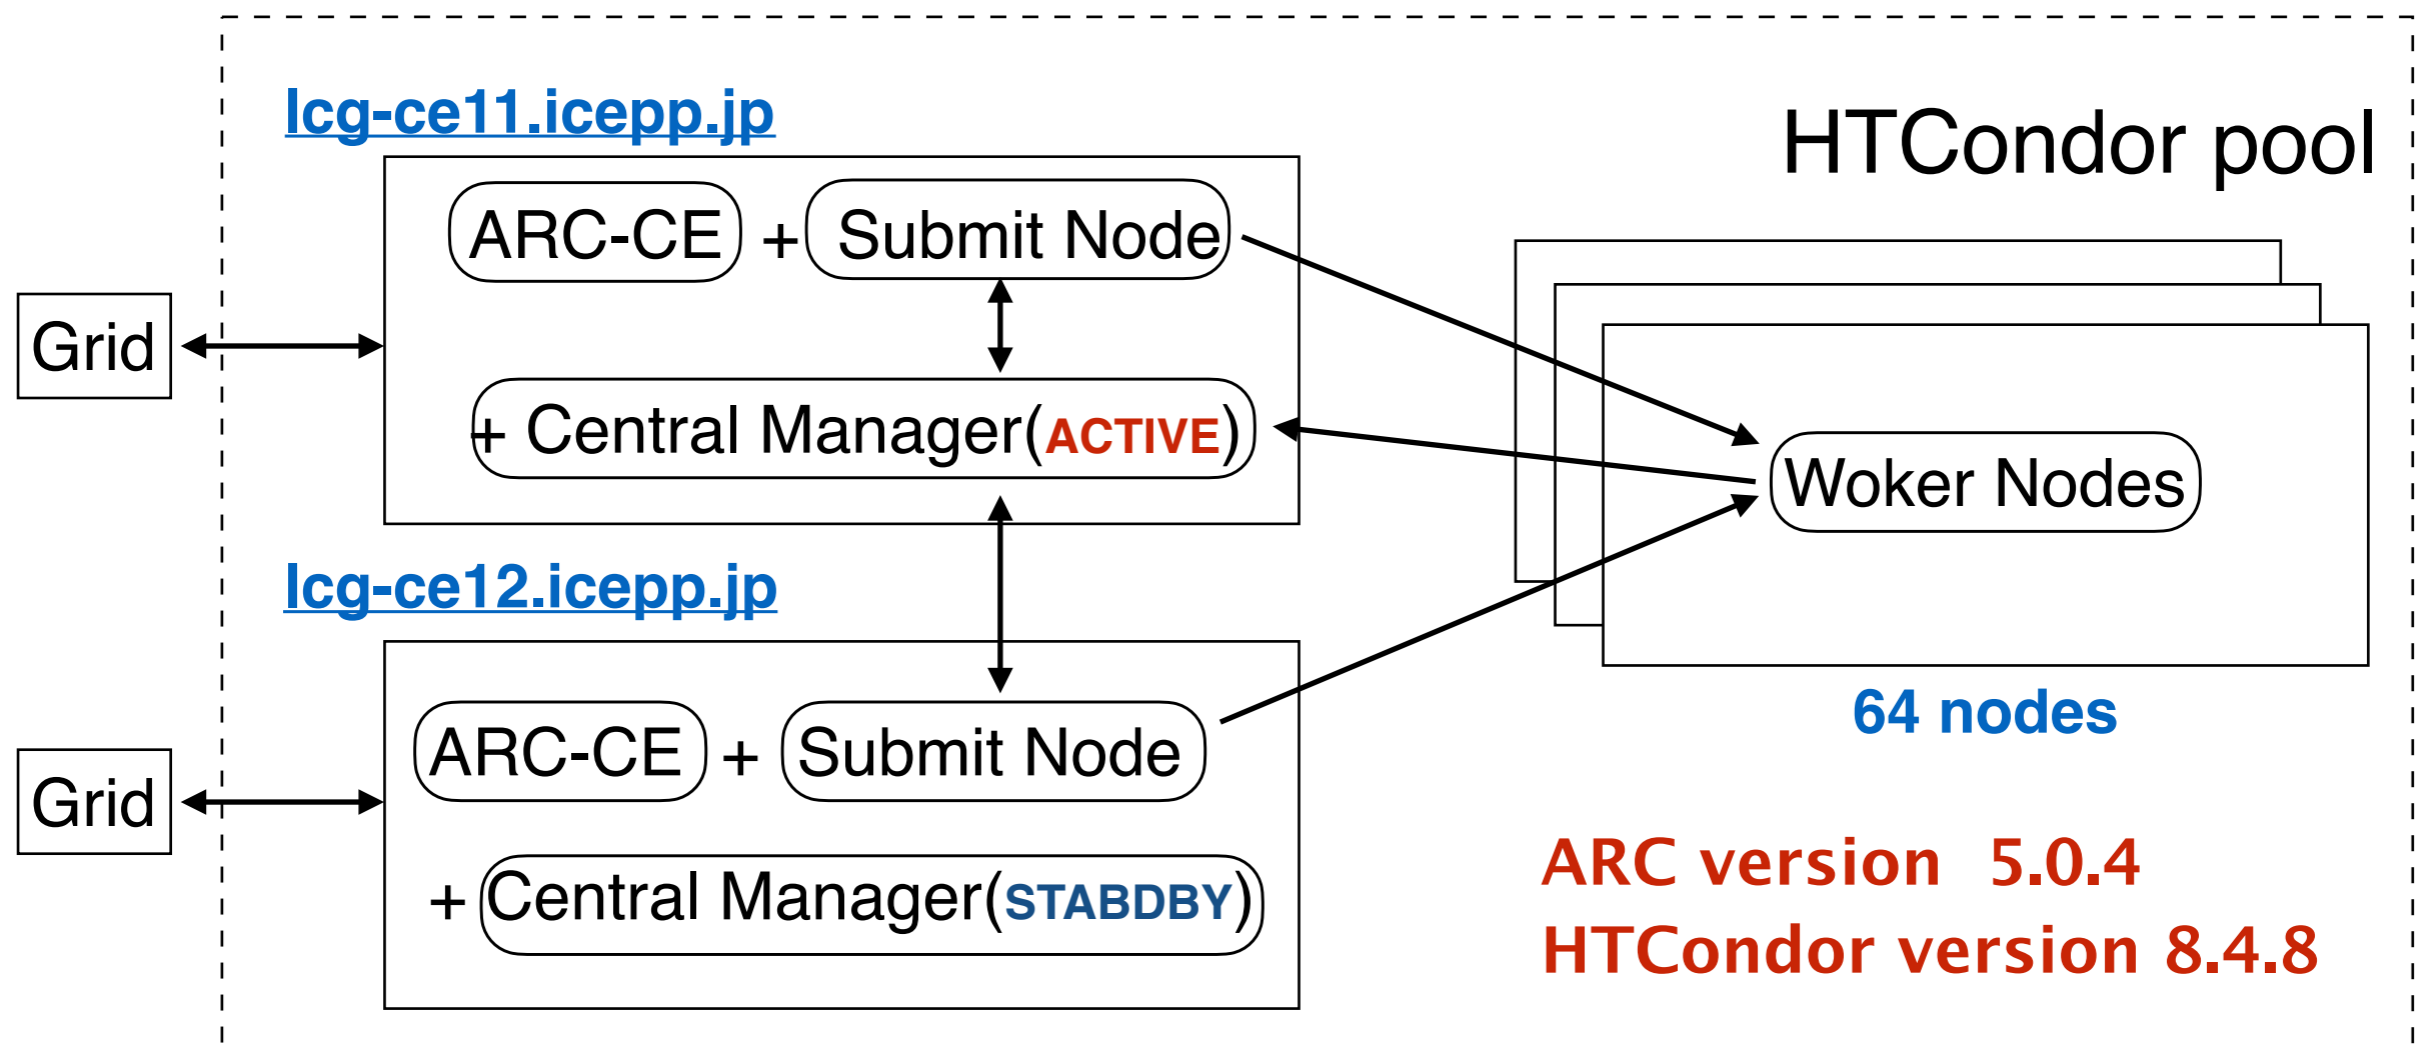 lcg-ce11.icepp.jp
HTCondor pool
ARC-CE + Submit Node
Grid
+ Central Manager(ACTIVE)
Woker Nodes
lcg-ce12.icepp.jp
64 nodes
ARC-CE + Submit Node
Grid
+ Central Manager(STABDBY)
ARC version 5.0.4
HTCondor version 8.4.8